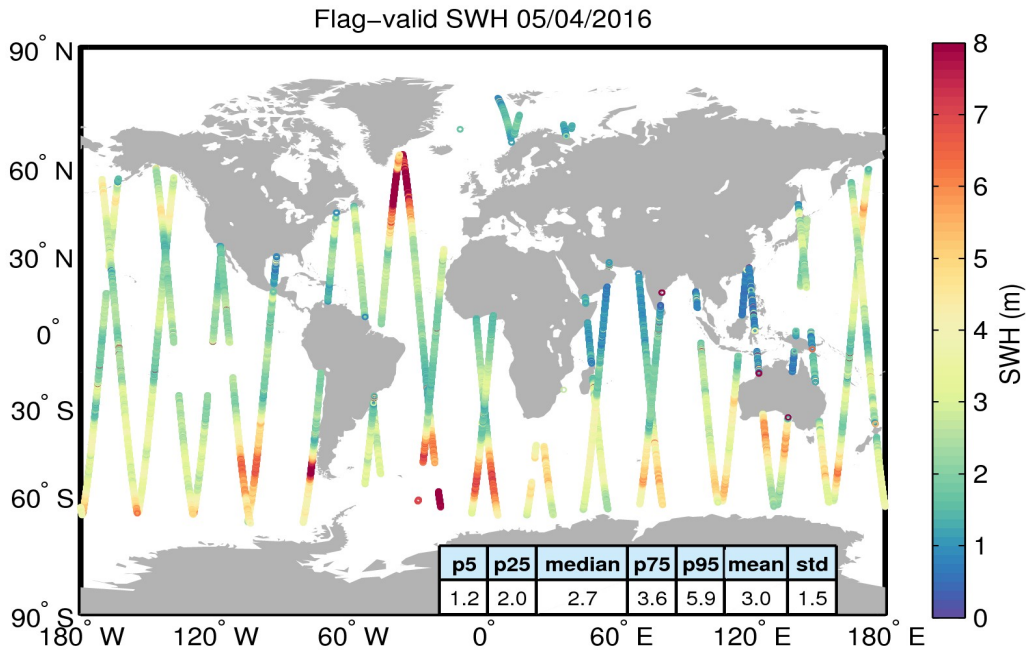 Flag−valid SWH 05/04/2016
90° N
60° N
30° N
0°
30° S
60° S
90° S
180° W
120° W
60° W
0°
60° E
120° E
180° E
8
7
6
5
4
3
2
1
0
SWH (m)
p5 p25 median p75 p95 mean std
1.2 2.0 2.7 3.6 5.9 3.0 1.5